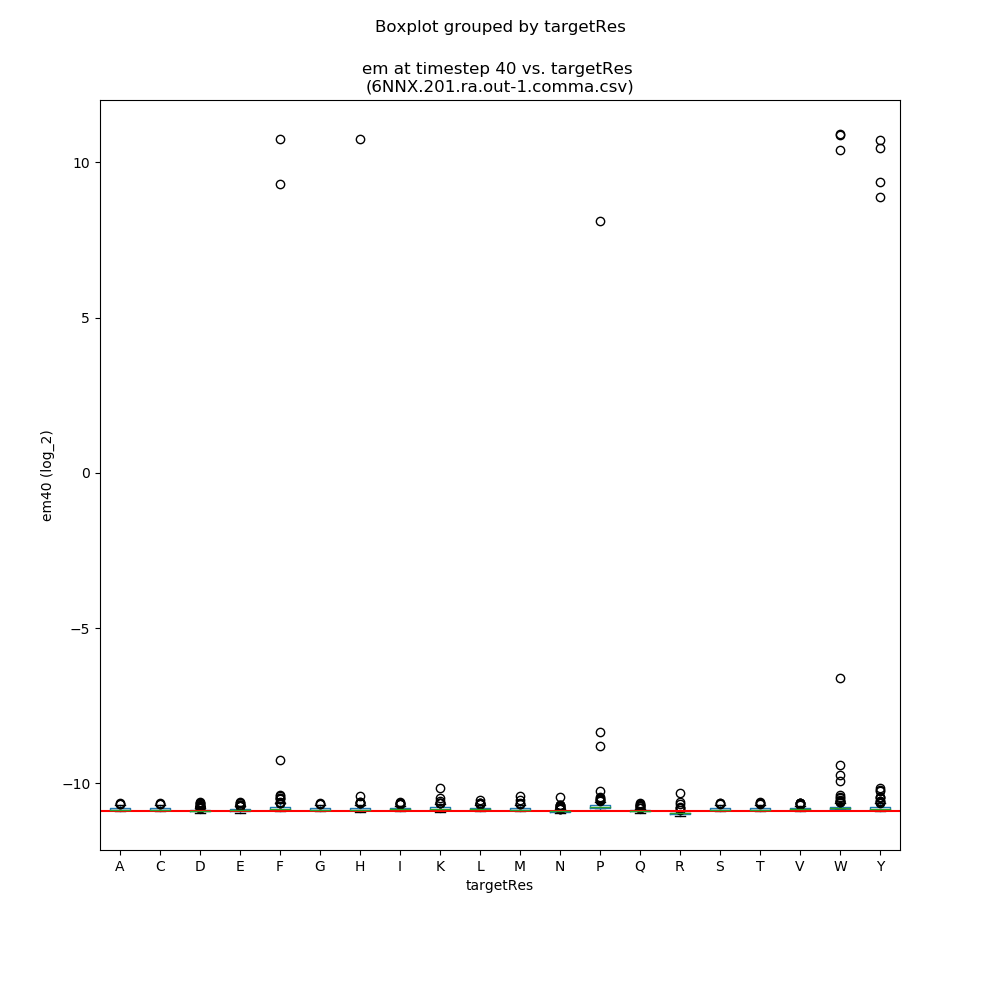 Boxplot grouped by targetRes
em at timestep 40 vs. targetRes
(6NNX.201.ra.out-1.comma.csv)
em40 (log_2)
10
5
0
−5
−10
A C D E F G H I K L M N P Q R S T V W Y
targetRes